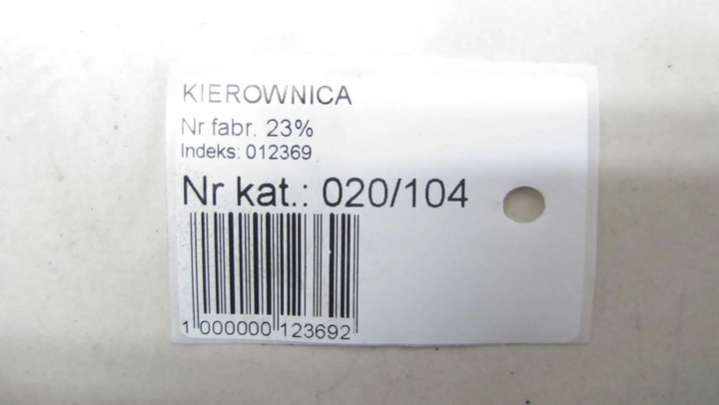 KIEROWNICA
Nr fabr. 23%
Indeks: 012369
Nr kat.: 020/104
1 000000 123692